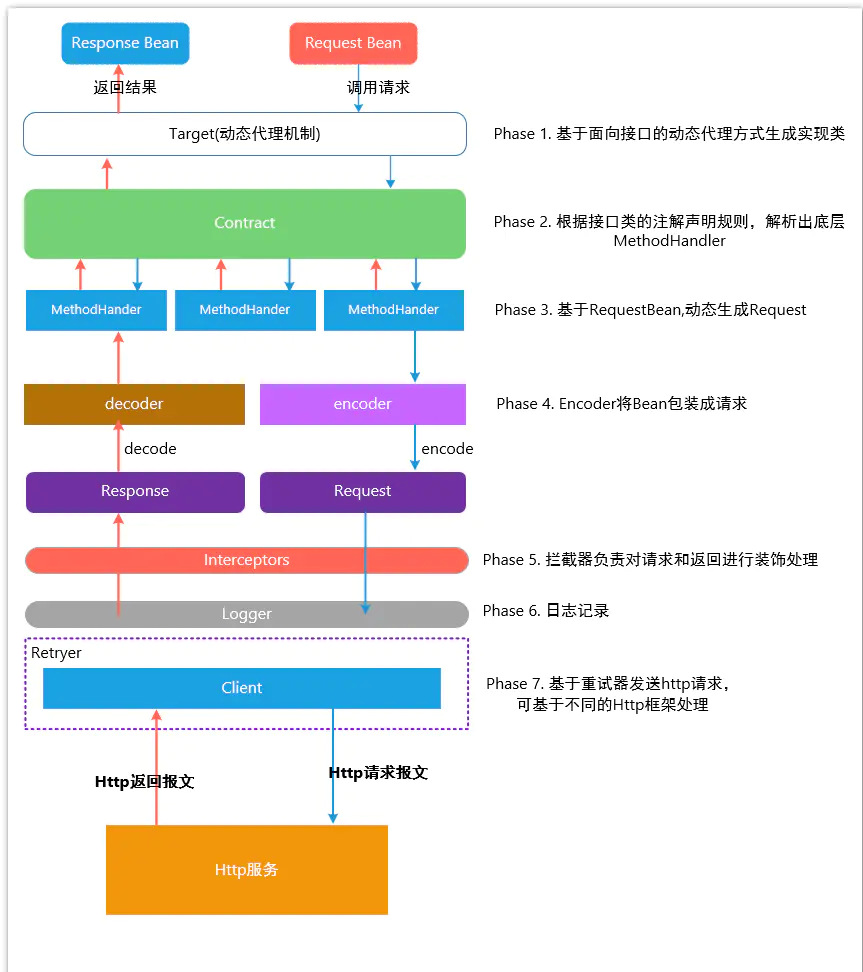 Response Bean
Request Bean
返回结果
调用请求
Target(动态代理机制)
Phase 1. 基于面向接口的动态代理方式生成实现类
Contract
Phase 2. 根据接口类的注解声明规则，解析出底层
MethodHandler
MethodHander
MethodHander
MethodHander
Phase 3. 基于RequestBean,动态生成Request
decoder
encoder
Phase 4. Encoder将Bean包装成请求
decode
encode
Response
Request
Interceptors
Phase 5. 拦截器负责对请求和返回进行装饰处理
Logger
Phase 6. 日志记录
Retryer
Client
Phase 7. 基于重试器发送http请求，
可基于不同的Http框架处理
Http返回报文
Http请求报文
Http服务